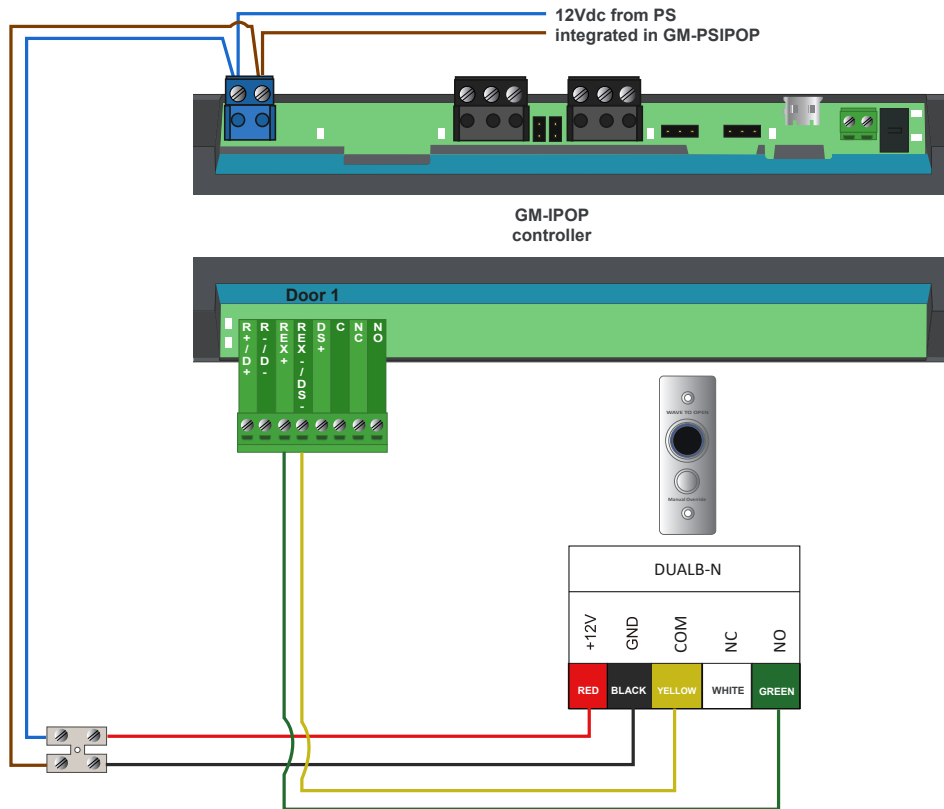 12Vdc from PS
integrated in GM-PSIPOP
GM-IPOP
controller
Door 1
R+/D+
R-/D-
REX+
REX-/DS-
DS+
C
NC
NO
WAVE TO OPEN
Manual Override
DUALB-N
+12V
GND
COM
NC
NO
RED
BLACK
YELLOW
WHITE
GREEN